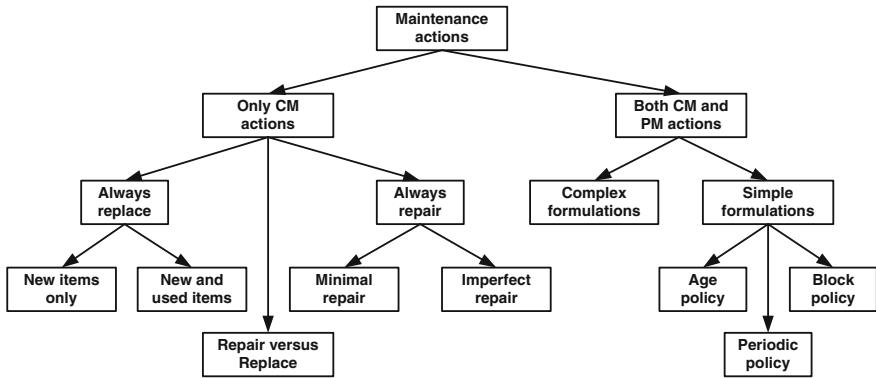 Maintenance
actions
Only CM
actions
Both CM and
PM actions
Always
replace
Always
repair
Complex
formulations
Simple
formulations
New items
only
New and
used items
Minimal
repair
Imperfect
repair
Age
policy
Block
policy
Repair versus
Replace
Periodic
policy